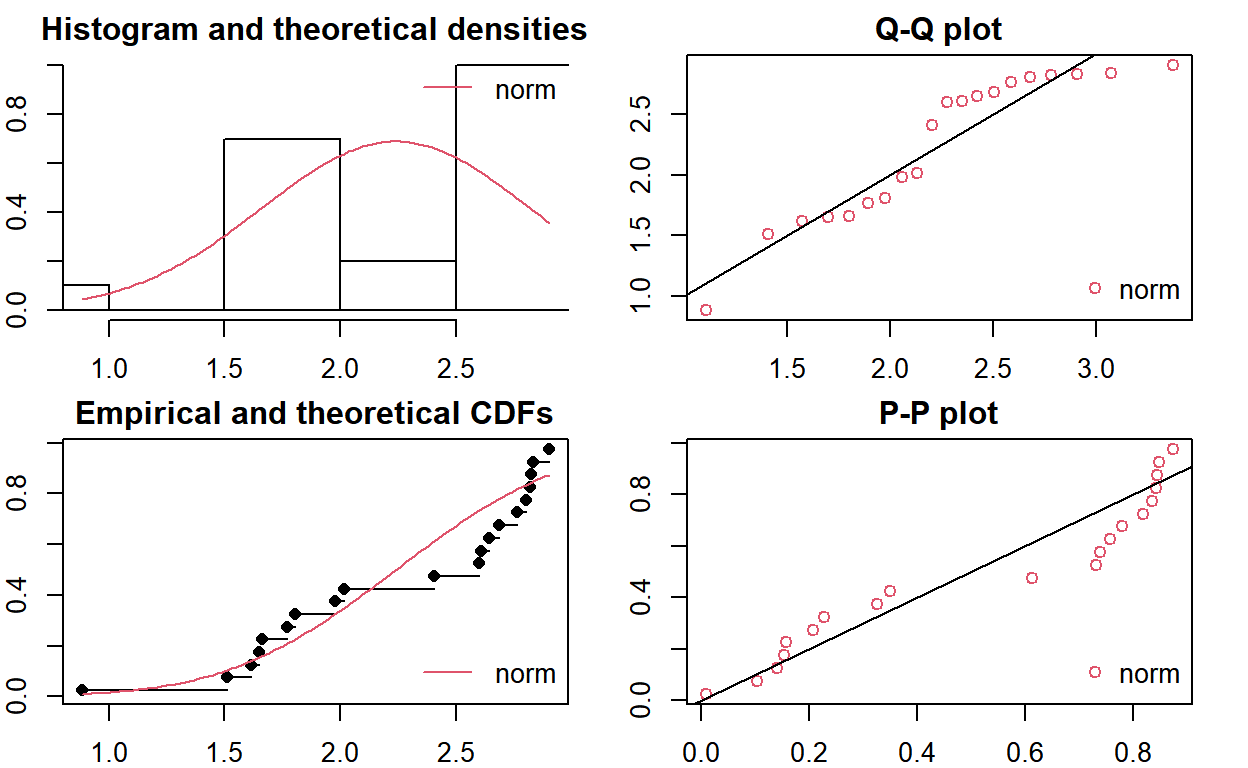 Histogram and theoretical densities
norm
0.0 0.4 0.8
1.0 1.5 2.0 2.5
Q-Q plot
norm
1.0 1.5 2.0 2.5
1.5 2.0 2.5 3.0
Empirical and theoretical CDFs
norm
0.0 0.4 0.8
1.0 1.5 2.0 2.5
P-P plot
norm
0.0 0.4 0.8
0.0 0.2 0.4 0.6 0.8